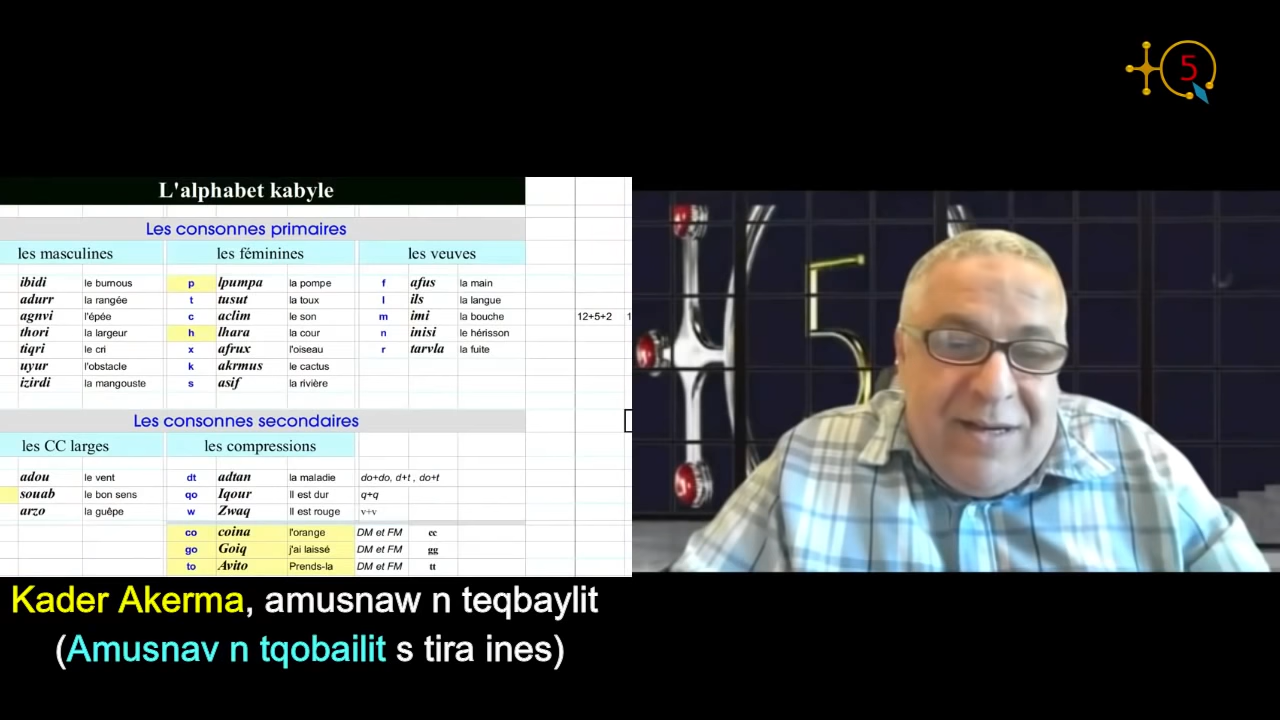 5
L'alphabet kabyle
Les consonnes primaires
les masculines les féminines les veuves
ibidi le burnous p lpumpa la pompe f afus la main
adurr la rangée t tusut la toux l ils la langue
agnvi l'épée c aclim le son m imi la bouche 12+5+2 1
thori la largeur h lhara la cour n inisi le hérisson
tiqri le cri x afrux l'oiseau r tarvla la fuite
uyur l'obstacle k akrmus le cactus
izirdi la mangouste s asif la rivière
Les consonnes secondaires
les CC larges les compressions
adou le vent dt adtan la maladie do+do, d+t , do+t
souab le bon sens qo Iqour Il est dur q+q
arzo la guêpe w Zwaq Il est rouge v+v
co coina l'orange DM et FM cc
go Goiq j'ai laissé DM et FM gg
to Avito Prends-la DM et FM tt
5
Kader Akerma, amusnaw n teqbaylit
(Amusnav n tqobailit s tira ines)